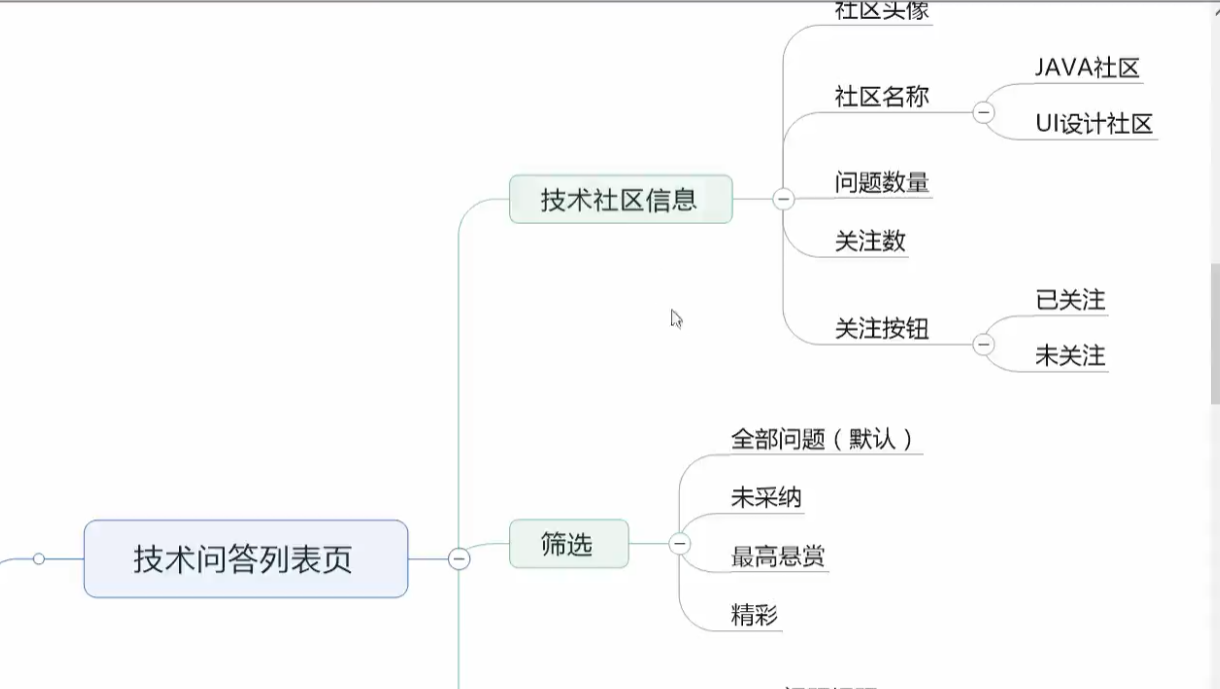 社区头像
JAVA社区
社区名称
UI设计社区
问题数量
技术社区信息
关注数
已关注
关注按钮
未关注
全部问题（默认）
未采纳
筛选
最高悬赏
技术问答列表页
精彩